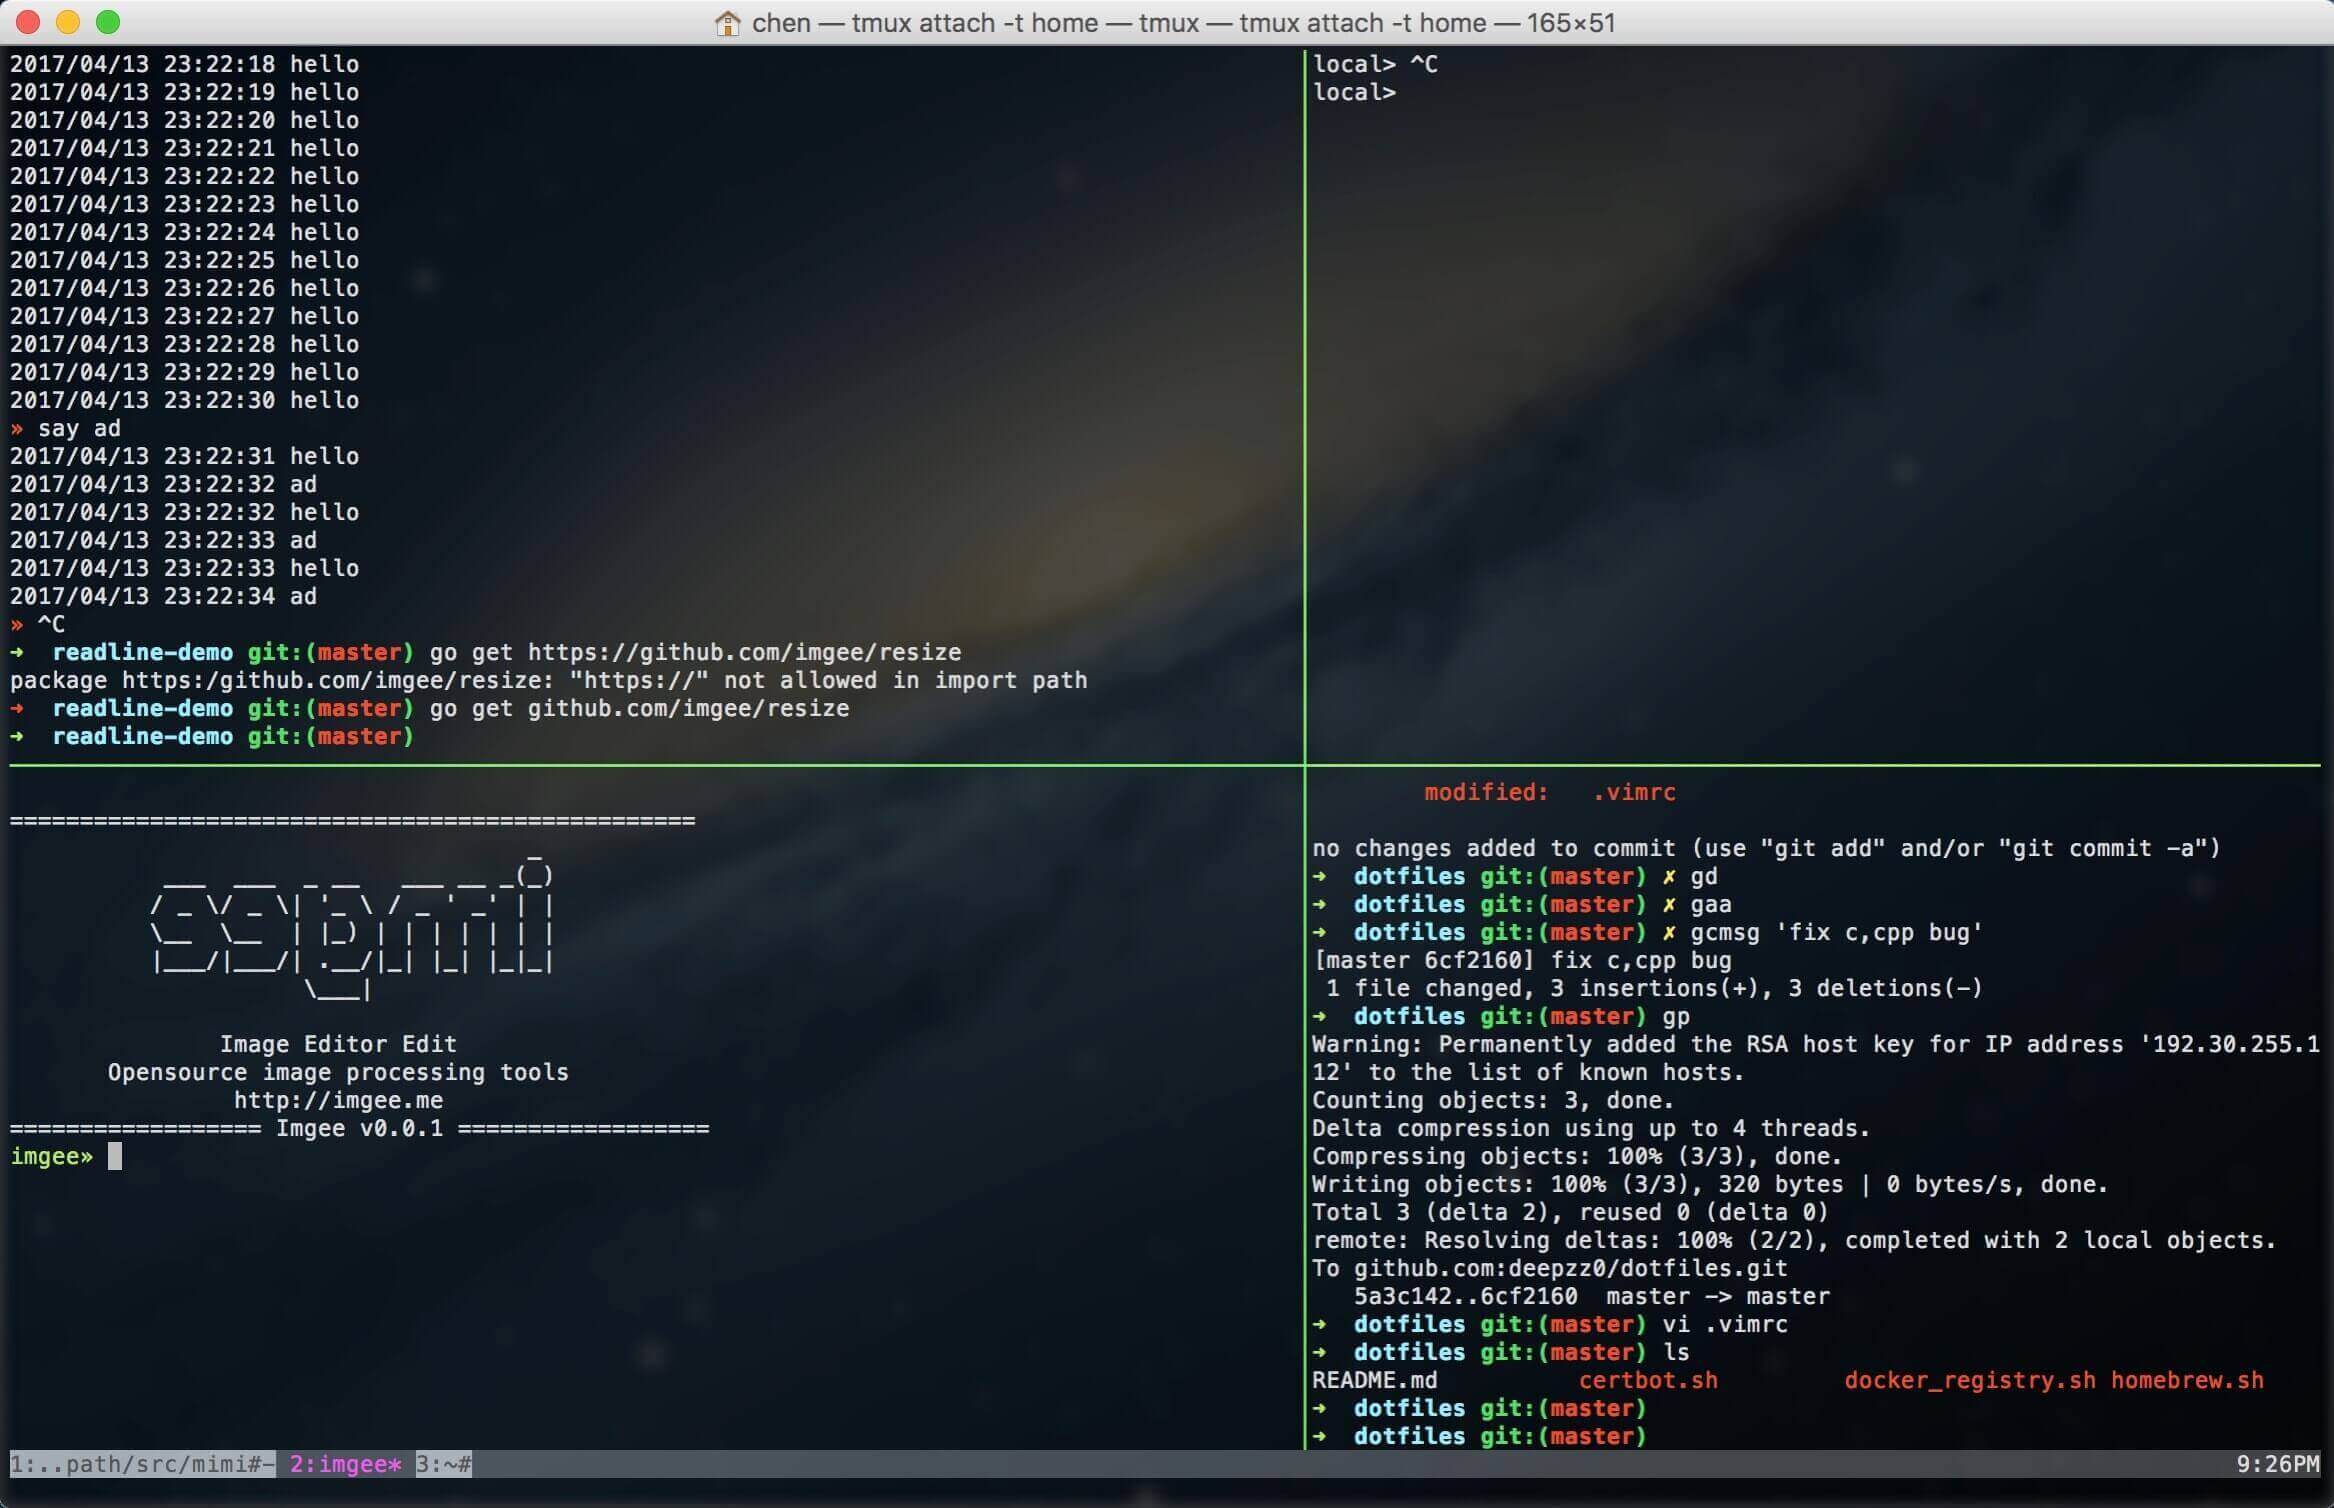 chen — tmux attach -t home — tmux — tmux attach -t home — 165×51
2017/04/13 23:22:18 hello
2017/04/13 23:22:19 hello
2017/04/13 23:22:20 hello
2017/04/13 23:22:21 hello
2017/04/13 23:22:22 hello
2017/04/13 23:22:23 hello
2017/04/13 23:22:24 hello
2017/04/13 23:22:25 hello
2017/04/13 23:22:26 hello
2017/04/13 23:22:27 hello
2017/04/13 23:22:28 hello
2017/04/13 23:22:29 hello
2017/04/13 23:22:30 hello
» say ad
2017/04/13 23:22:31 hello
2017/04/13 23:22:32 ad
2017/04/13 23:22:32 hello
2017/04/13 23:22:33 ad
2017/04/13 23:22:33 hello
2017/04/13 23:22:34 ad
» ^C
➜  readline-demo git:(master) go get https://github.com/imgee/resize
package https:/github.com/imgee/resize: "https://" not allowed in import path
➜  readline-demo git:(master) go get github.com/imgee/resize
➜  readline-demo git:(master)
local> ^C
local>
=================================================
                                     _
           ___  ___  _ __   ___ __ _(_)
          / _ \/ _ \| '_ \ / _ ' _' | |
          \__  \__  | |_) | | | | | | |
          |___/|___/| .__/|_| |_| |_|_|
                     \___|
Image Editor Edit
Opensource image processing tools
http://imgee.me
================== Imgee v0.0.1 ==================
imgee»
modified:   .vimrc
no changes added to commit (use "git add" and/or "git commit -a")
➜  dotfiles git:(master) ✗ gd
➜  dotfiles git:(master) ✗ gaa
➜  dotfiles git:(master) ✗ gcmsg 'fix c,cpp bug'
[master 6cf2160] fix c,cpp bug
 1 file changed, 3 insertions(+), 3 deletions(-)
➜  dotfiles git:(master) gp
Warning: Permanently added the RSA host key for IP address '192.30.255.1
12' to the list of known hosts.
Counting objects: 3, done.
Delta compression using up to 4 threads.
Compressing objects: 100% (3/3), done.
Writing objects: 100% (3/3), 320 bytes | 0 bytes/s, done.
Total 3 (delta 2), reused 0 (delta 0)
remote: Resolving deltas: 100% (2/2), completed with 2 local objects.
To github.com:deepzz0/dotfiles.git
   5a3c142..6cf2160  master -> master
➜  dotfiles git:(master) vi .vimrc
➜  dotfiles git:(master) ls
README.md          certbot.sh         docker_registry.sh homebrew.sh
➜  dotfiles git:(master)
➜  dotfiles git:(master)
1:..path/src/mimi#- 2:imgee* 3:~# 9:26PM